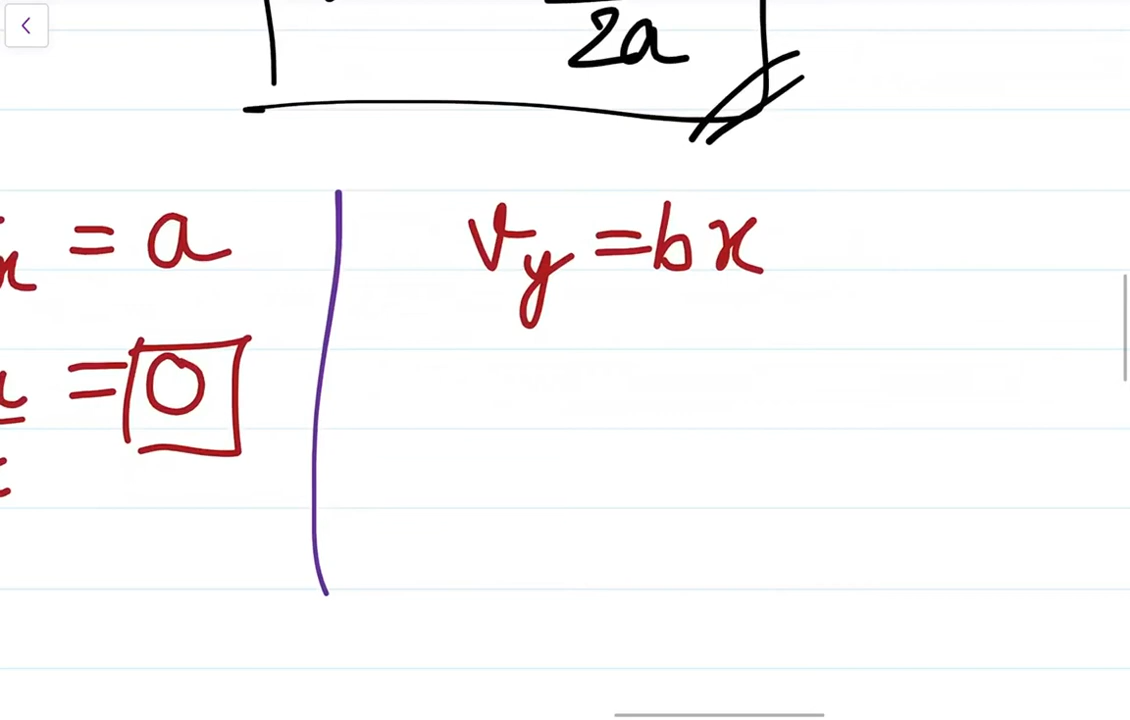 2a
= a
v_y = bx
= 0